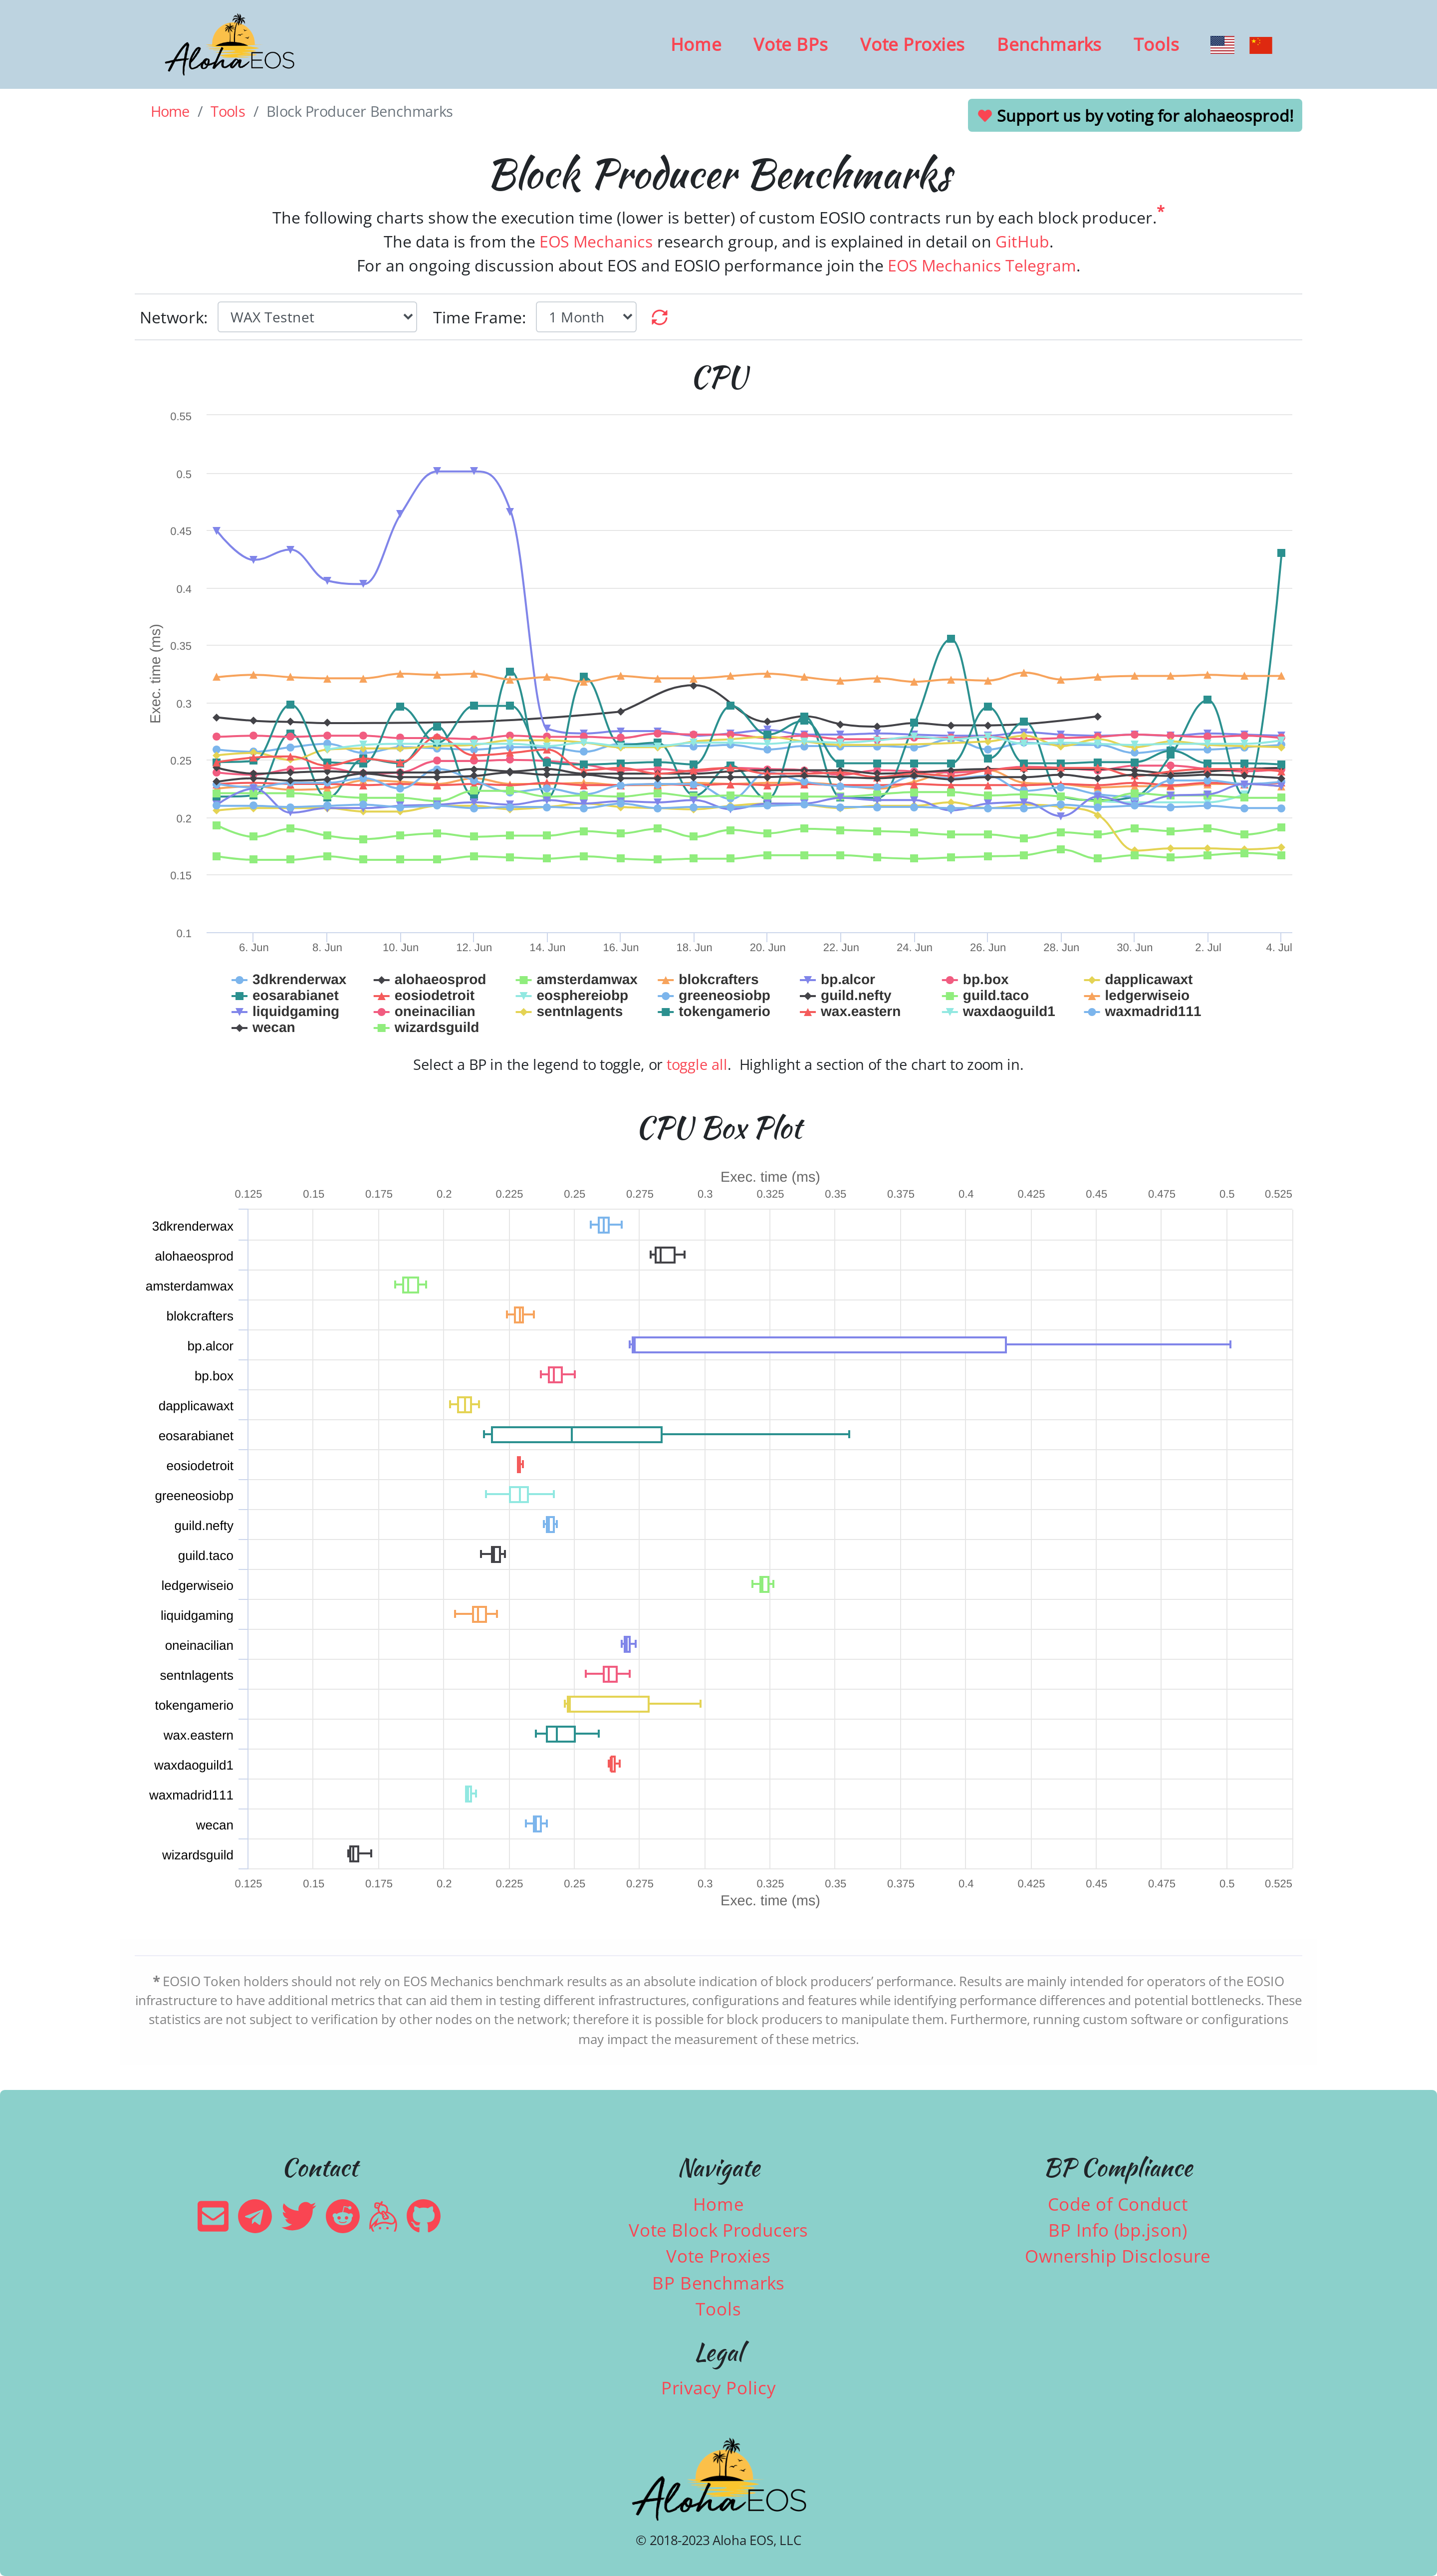 Aloha EOS
Home Vote BPs Vote Proxies Benchmarks Tools
Home / Tools / Block Producer Benchmarks
Support us by voting for alohaeosprod!
Block Producer Benchmarks
The following charts show the execution time (lower is better) of custom EOSIO contracts run by each block producer.*
The data is from the EOS Mechanics research group, and is explained in detail on GitHub.
For an ongoing discussion about EOS and EOSIO performance join the EOS Mechanics Telegram.
Network: WAX Testnet Time Frame: 1 Month
CPU
Exec. time (ms)
0.55
0.5
0.45
0.4
0.35
0.3
0.25
0.2
0.15
0.1
6. Jun 8. Jun 10. Jun 12. Jun 14. Jun 16. Jun 18. Jun 20. Jun 22. Jun 24. Jun 26. Jun 28. Jun 30. Jun 2. Jul 4. Jul
3dkrenderwax alohaeosprod amsterdamwax blokcrafters bp.alcor bp.box dapplicawaxt
eosarabianet eosiodetroit eosphereiobp greeneosiobp guild.nefty guild.taco ledgerwiseio
liquidgaming oneinacilian sentnlagents tokengamerio wax.eastern waxdaoguild1 waxmadrid111
wecan wizardsguild
Select a BP in the legend to toggle, or toggle all. Highlight a section of the chart to zoom in.
CPU Box Plot
Exec. time (ms)
0.125 0.15 0.175 0.2 0.225 0.25 0.275 0.3 0.325 0.35 0.375 0.4 0.425 0.45 0.475 0.5 0.525
3dkrenderwax
alohaeosprod
amsterdamwax
blokcrafters
bp.alcor
bp.box
dapplicawaxt
eosarabianet
eosiodetroit
greeneosiobp
guild.nefty
guild.taco
ledgerwiseio
liquidgaming
oneinacilian
sentnlagents
tokengamerio
wax.eastern
waxdaoguild1
waxmadrid111
wecan
wizardsguild
0.125 0.15 0.175 0.2 0.225 0.25 0.275 0.3 0.325 0.35 0.375 0.4 0.425 0.45 0.475 0.5 0.525
Exec. time (ms)
* EOSIO Token holders should not rely on EOS Mechanics benchmark results as an absolute indication of block producers’ performance. Results are mainly intended for operators of the EOSIO
infrastructure to have additional metrics that can aid them in testing different infrastructures, configurations and features while identifying performance differences and potential bottlenecks. These
statistics are not subject to verification by other nodes on the network; therefore it is possible for block producers to manipulate them. Furthermore, running custom software or configurations
may impact the measurement of these metrics.
Contact
Navigate
Home
Vote Block Producers
Vote Proxies
BP Benchmarks
Tools
Legal
Privacy Policy
BP Compliance
Code of Conduct
BP Info (bp.json)
Ownership Disclosure
Aloha EOS
© 2018-2023 Aloha EOS, LLC